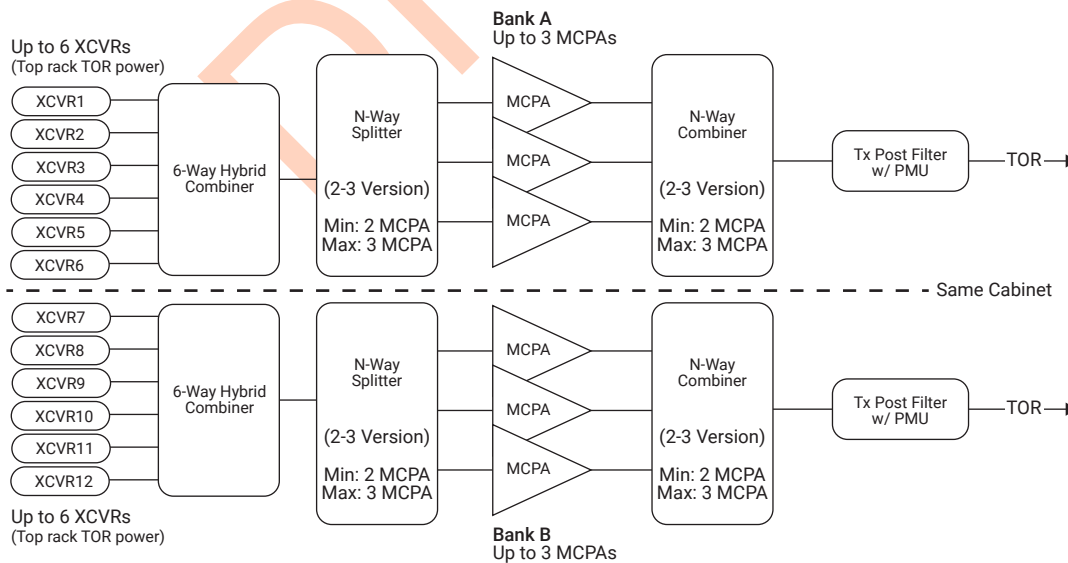 Bank A
Up to 3 MCPAs
Up to 6 XCVRs
(Top rack TOR power)
XCVR1
XCVR2
XCVR3
XCVR4
XCVR5
XCVR6
6-Way Hybrid
Combiner
N-Way
Splitter
(2-3 Version)
Min: 2 MCPA
Max: 3 MCPA
MCPA
MCPA
MCPA
N-Way
Combiner
(2-3 Version)
Min: 2 MCPA
Max: 3 MCPA
Tx Post Filter
w/ PMU
TOR
Same Cabinet
XCVR7
XCVR8
XCVR9
XCVR10
XCVR11
XCVR12
6-Way Hybrid
Combiner
N-Way
Splitter
(2-3 Version)
Min: 2 MCPA
Max: 3 MCPA
MCPA
MCPA
MCPA
N-Way
Combiner
(2-3 Version)
Min: 2 MCPA
Max: 3 MCPA
Tx Post Filter
w/ PMU
TOR
Up to 6 XCVRs
(Top rack TOR power)
Bank B
Up to 3 MCPAs